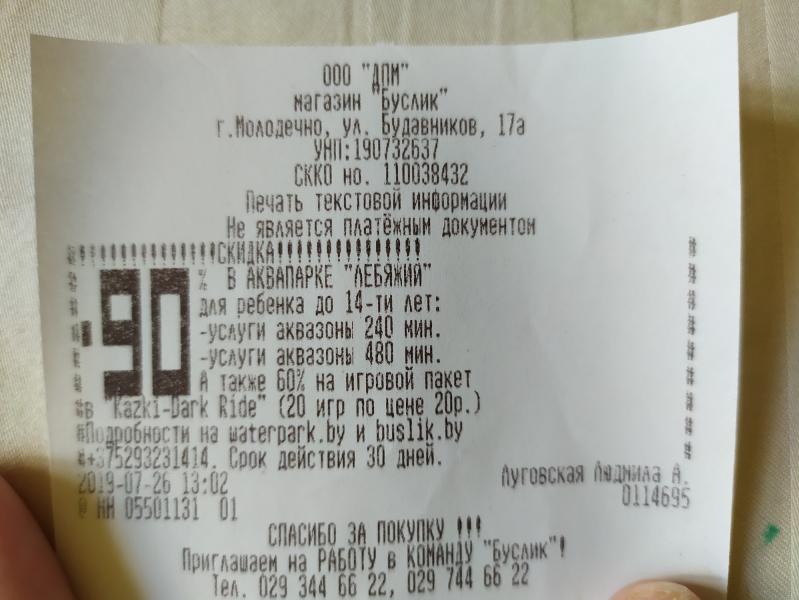 ООО "ДПМ"
магазин "Буслик"
г.Молодечно, ул. Будавников, 17а
УНП:190732637
СККО но. 110038432
Печать текстовой информации
Не является платёжным документом
!!!!!!!!!!!!!!!СКИДКА!!!!!!!!!!!!!!!
-90 % В АКВАПАРКЕ "ЛЕБЯЖИЙ"
для ребенка до 14-ти лет:
-услуги аквазоны 240 мин.
-услуги аквазоны 480 мин.
А также 60% на игровой пакет
в "Kazki-Dark Ride" (20 игр по цене 20р.)
#Подробности на waterpark.by и buslik.by
#+375293231414. Срок действия 30 дней.
Луговская Людмила А.
2019-07-26 13:02
0114695
@ НН 05501131 01
СПАСИБО ЗА ПОКУПКУ !!!
Приглашаем на РАБОТУ в КОМАНДУ "Буслик"!
Тел. 029 344 66 22, 029 744 66 22